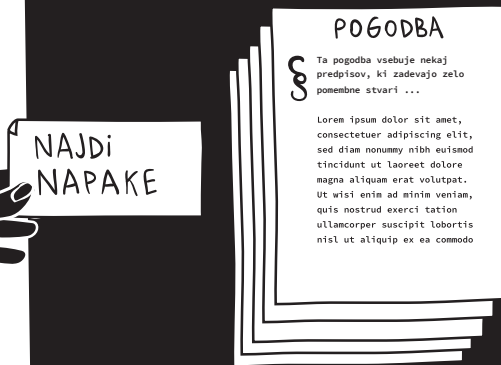 NAJDI
NAPAKE
POGODBA
§
Ta pogodba vsebuje nekaj
predpisov, ki zadevajo zelo
pomembne stvari ...
Lorem ipsum dolor sit amet,
consectetuer adipiscing elit,
sed diam nonummy nibh euismod
tincidunt ut laoreet dolore
magna aliquam erat volutpat.
Ut wisi enim ad minim veniam,
quis nostrud exerci tation
ullamcorper suscipit lobortis
nisl ut aliquip ex ea commodo